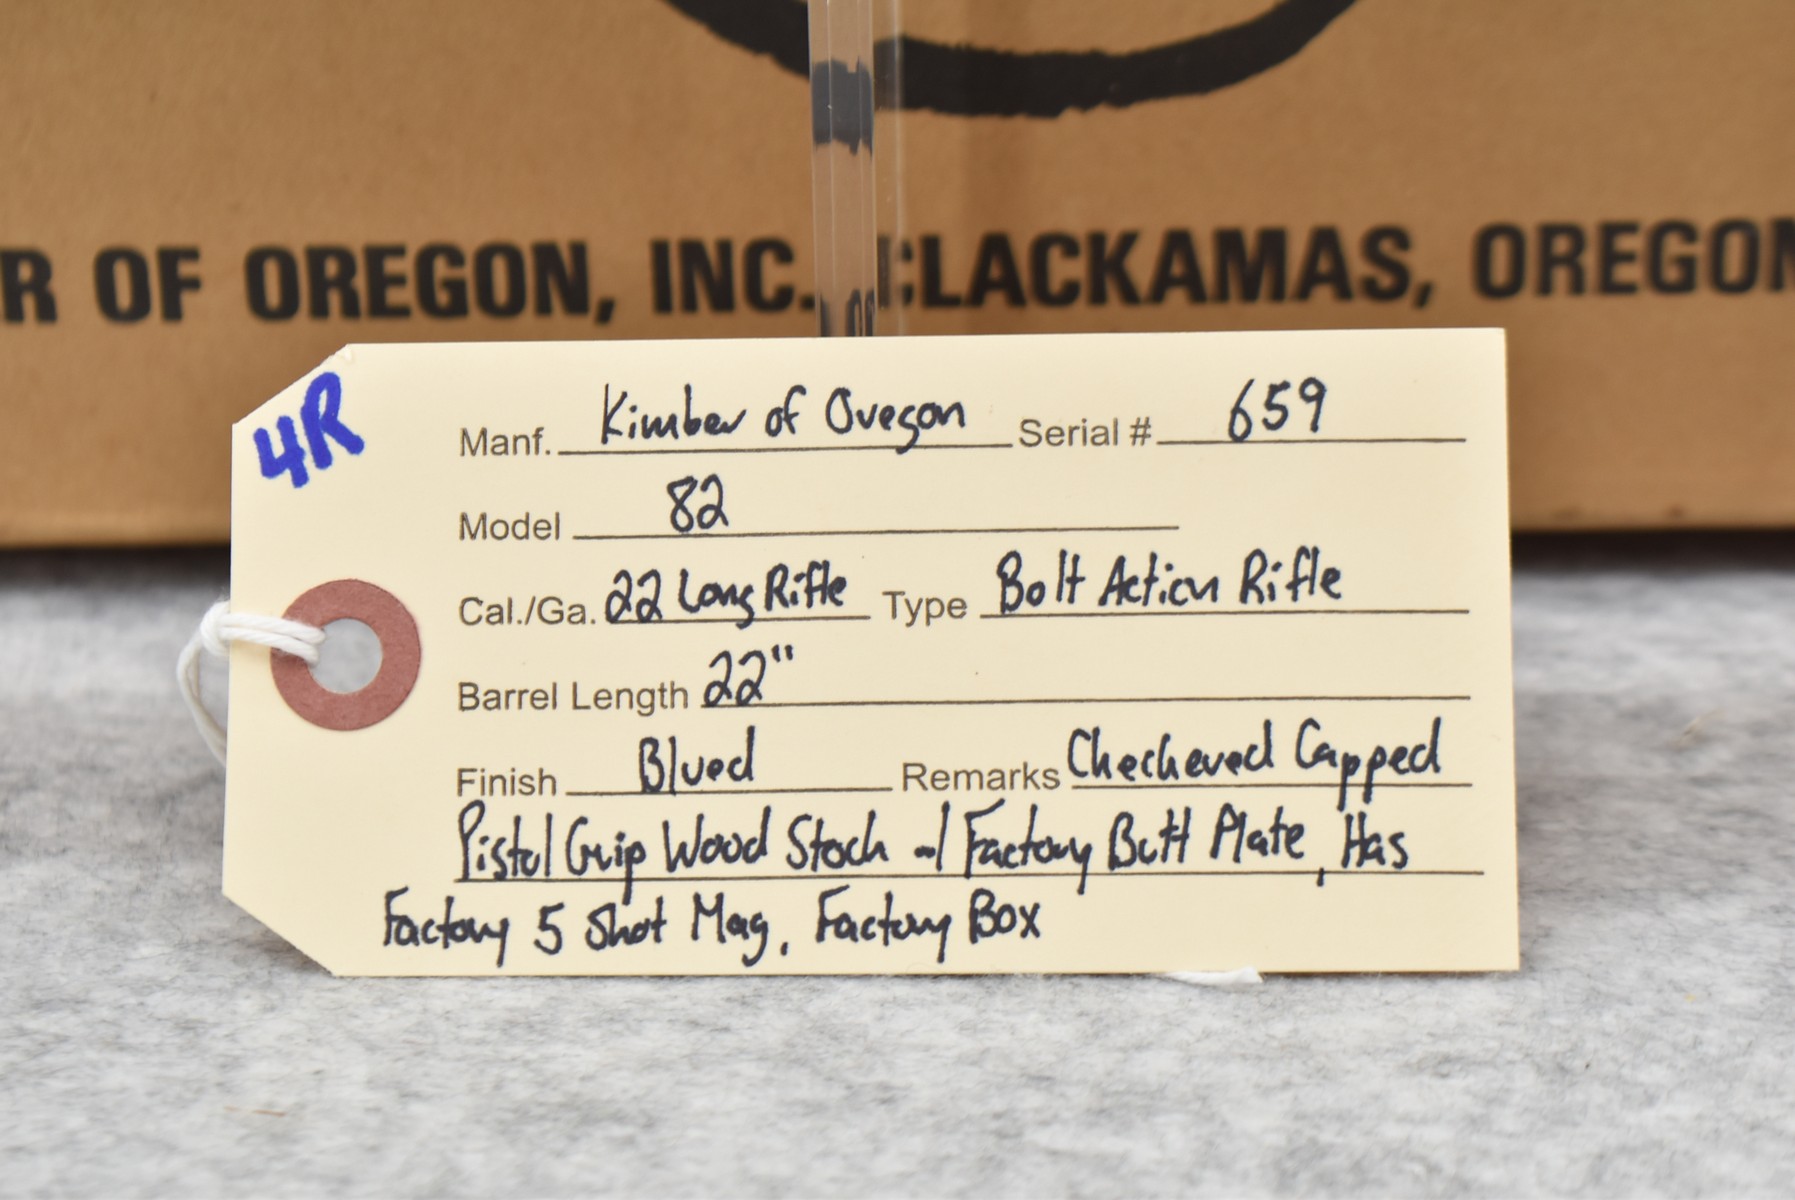 R OF OREGON, INC. CLACKAMAS, OREGON
4R
Manf. Kimber of Oregon Serial # 659
Model 82
Cal./Ga. 22 Long Rifle Type Bolt Action Rifle
Barrel Length 22"
Finish Blued Remarks Checkered Capped
Pistol Grip Wood Stock w/ Factory Butt Plate, Has
Factory 5 Shot Mag, Factory Box